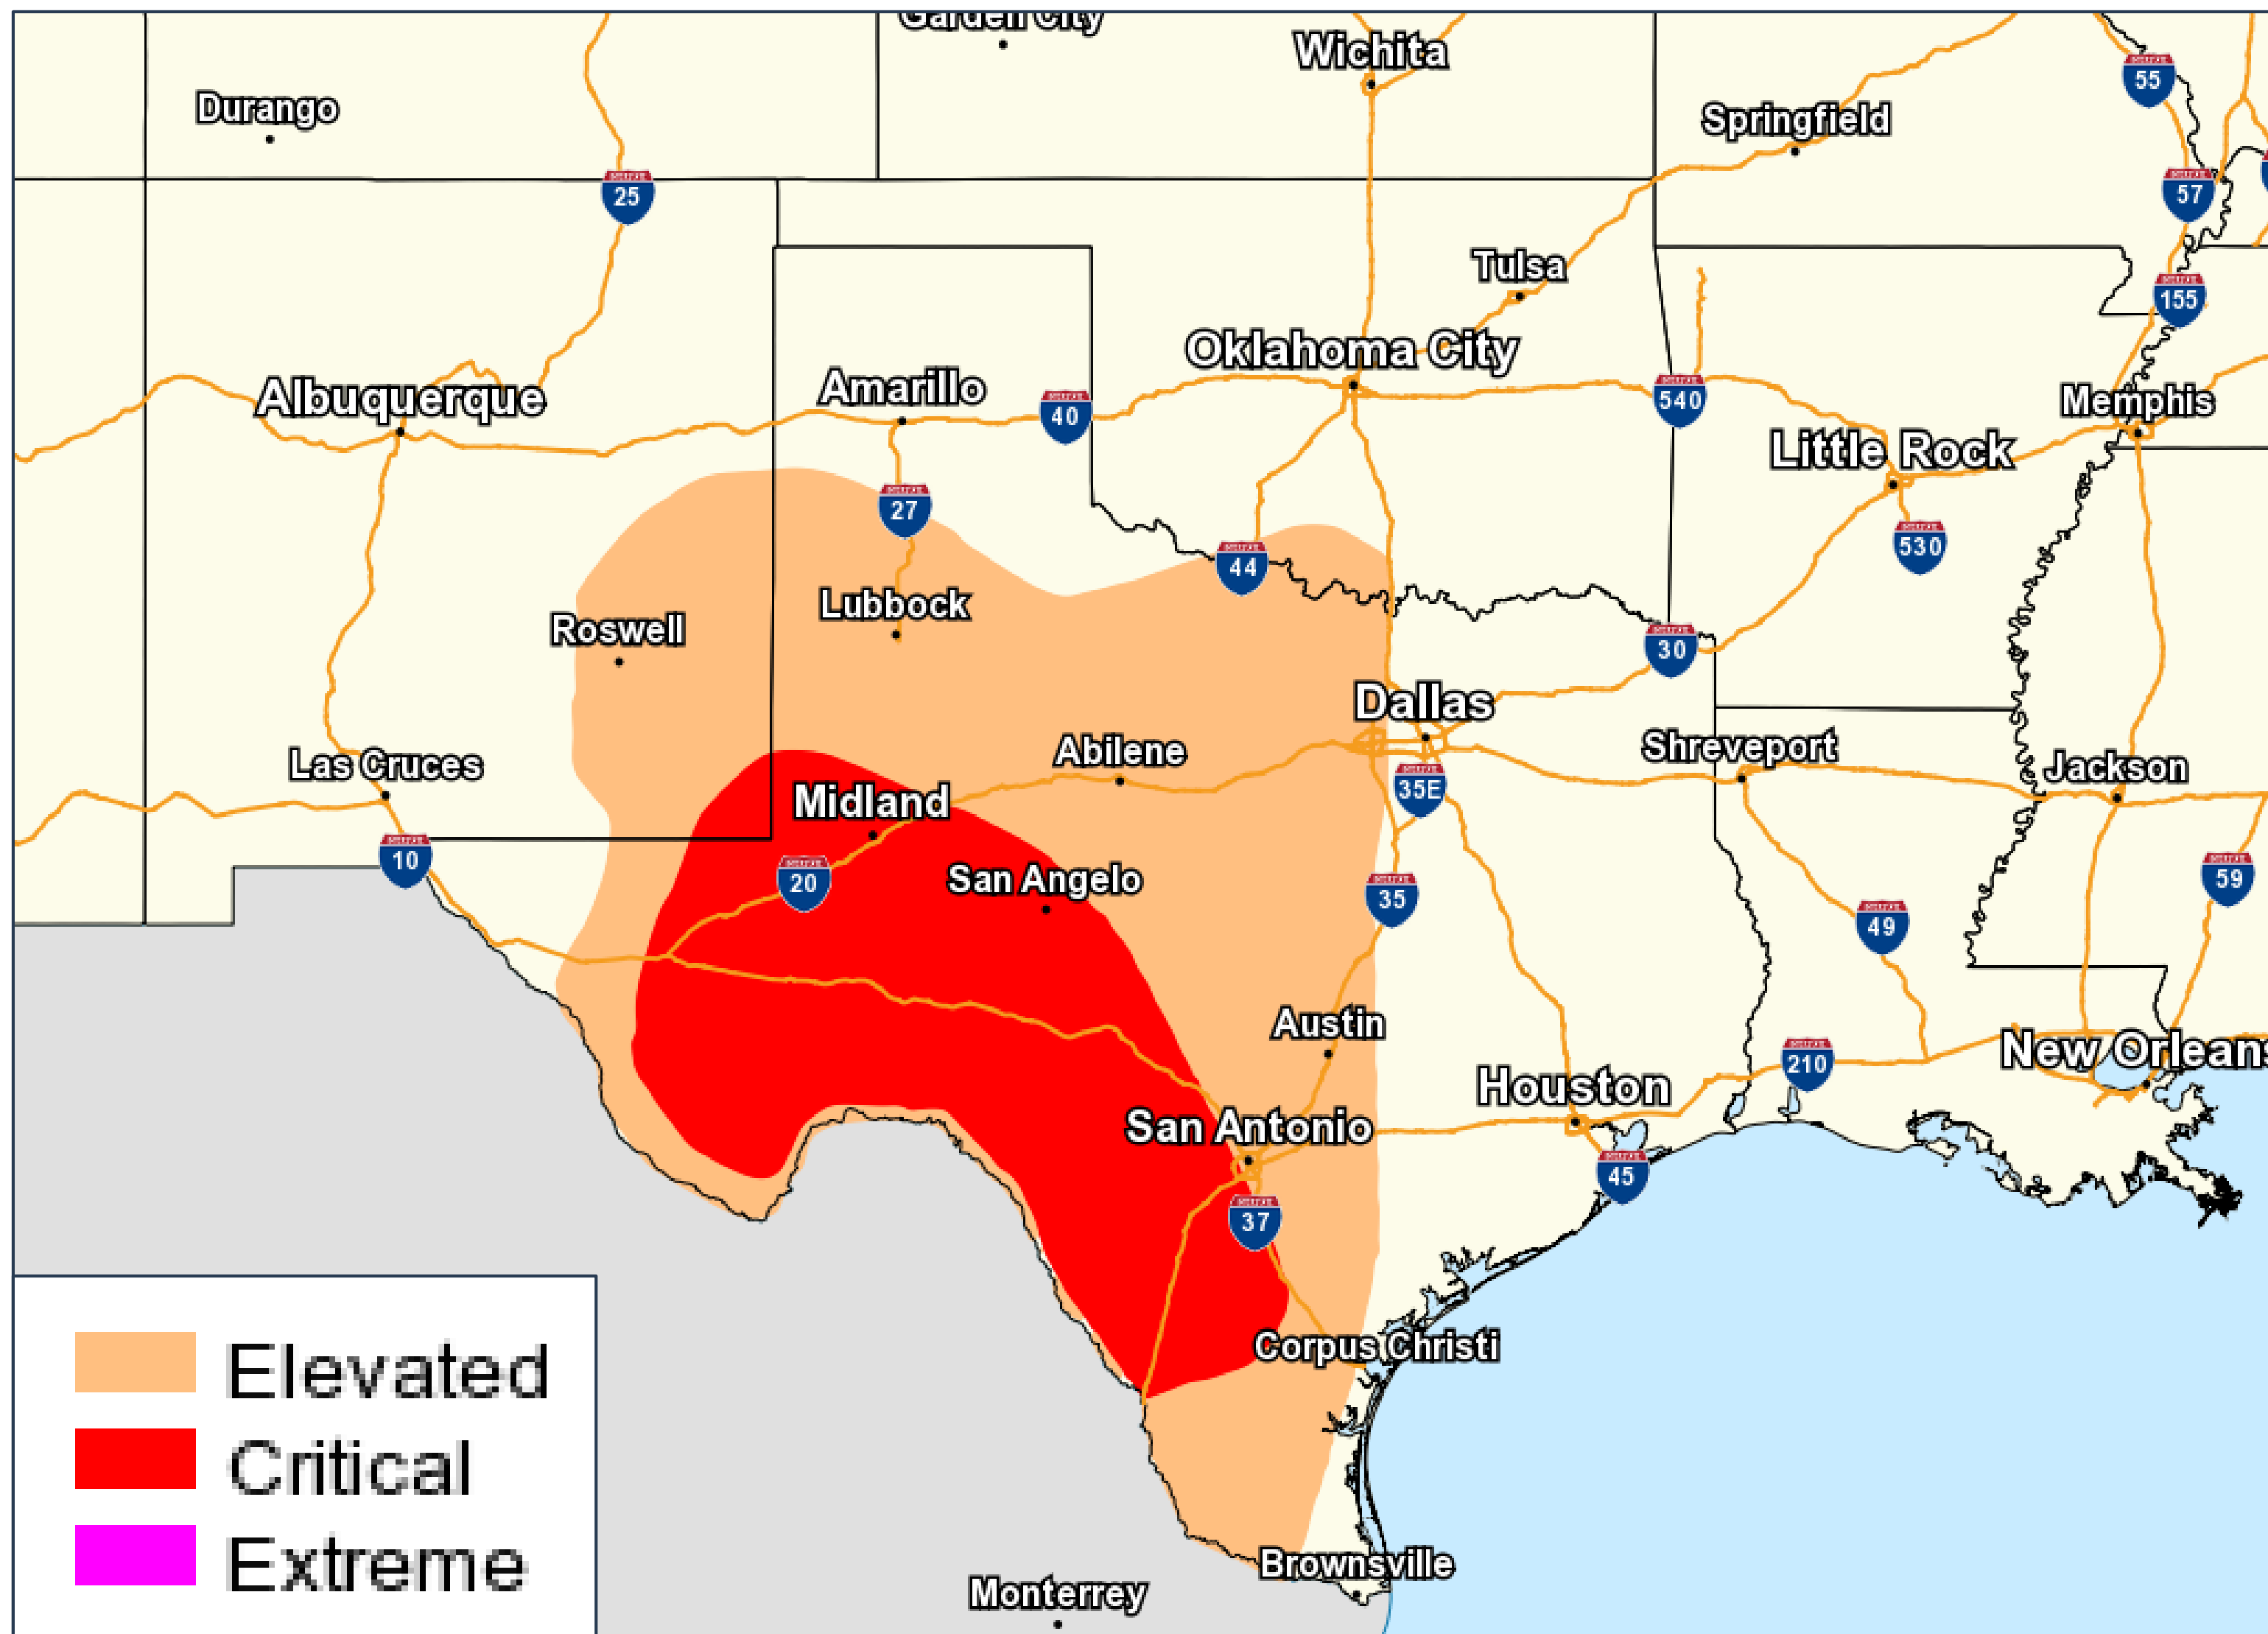 Garden City
Wichita
55
Durango
Springfield
25
57
Tulsa
155
Oklahoma City
Albuquerque
Amarillo
40
540
Memphis
Little Rock
27
530
44
Lubbock
Roswell
30
Dallas
Abilene
Shreveport
Las Cruces
Jackson
35E
Midland
10
20
San Angelo
59
35
49
Austin
New Orleans
210
Houston
San Antonio
45
37
Corpus Christi
Elevated
Critical
Extreme
Brownsville
Monterrey